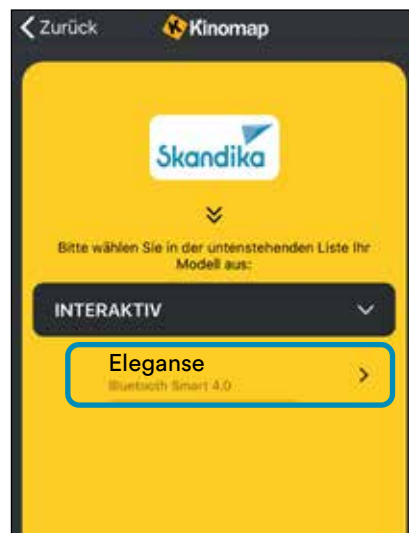 Zurück
Kinomap
Skandika
Bitte wählen Sie in der untenstehenden Liste Ihr
Modell aus:
INTERAKTIV
Eleganse
Bluetooth Smart 4.0